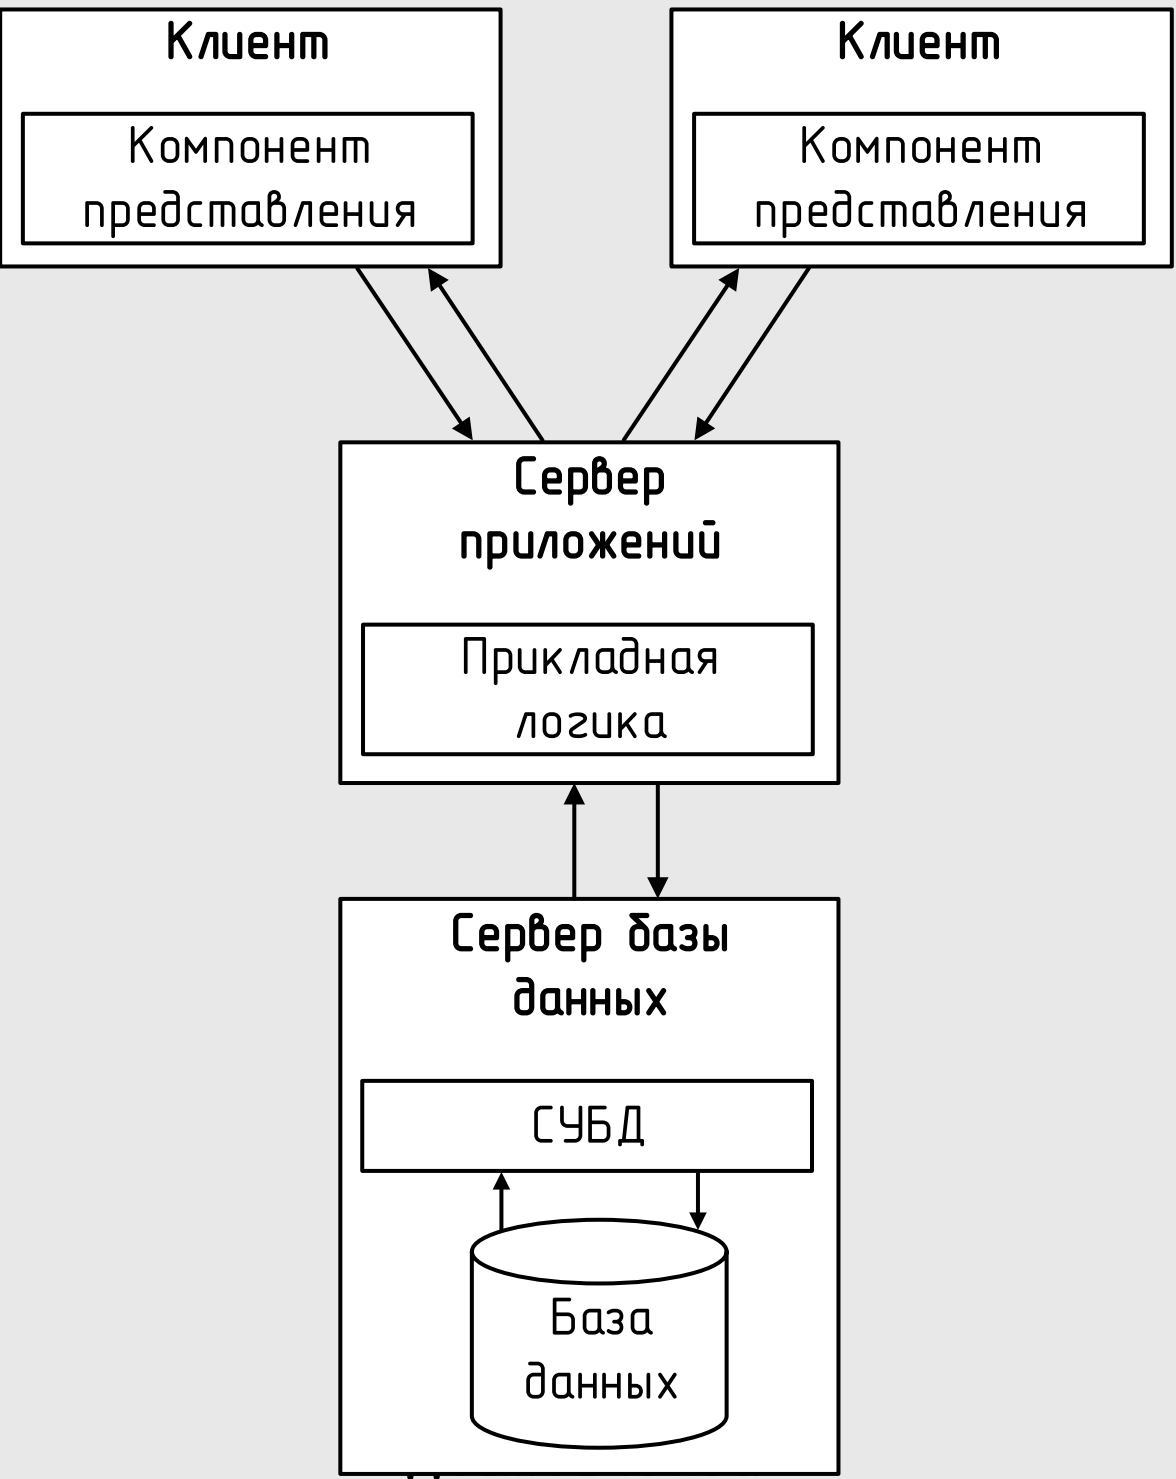 Клиент
Компонент
представления
Клиент
Компонент
представления
Сервер
приложений
Прикладная
логика
Сервер базы
данных
СУБД
База
данных